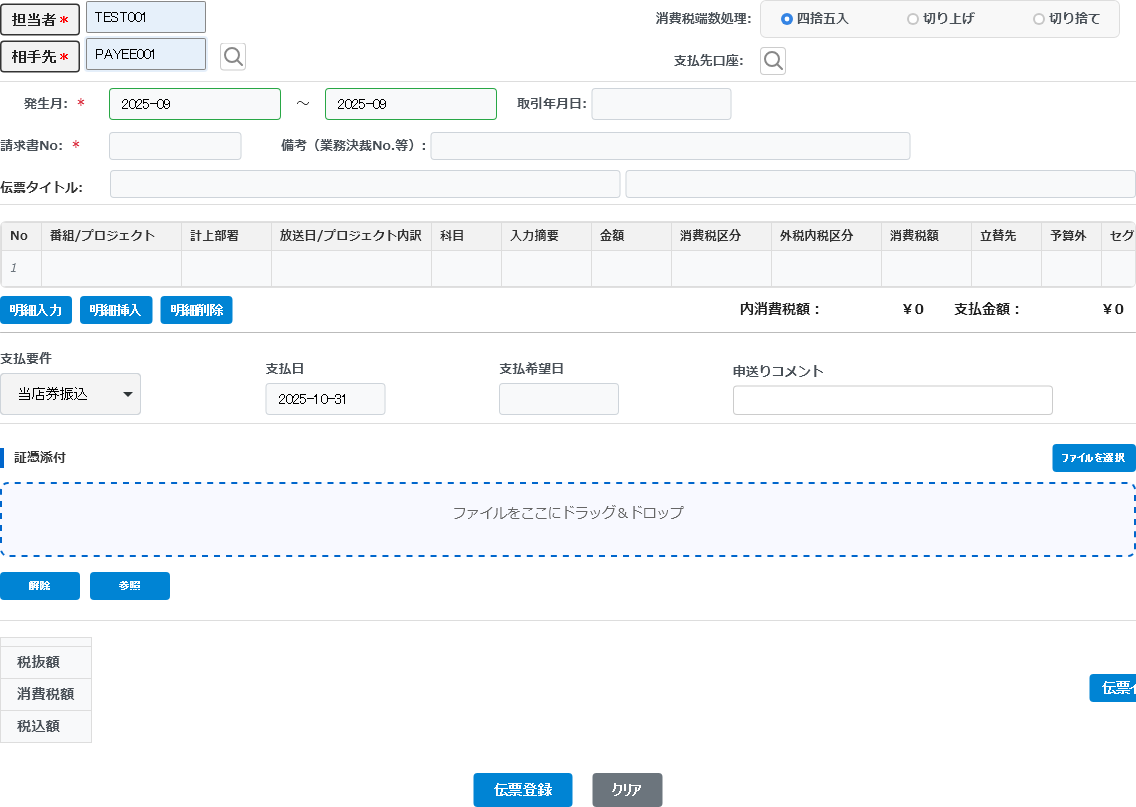 担当者* TEST001 消費税端数処理: 四捨五入 切り上げ 切り捨て
相手先* PAYEE001 支払先口座:
発生月: * 2025-09 ～ 2025-09 取引年月日:
請求書No: * 備考（業務決裁No.等）:
伝票タイトル:
No 番組/プロジェクト 計上部署 放送日/プロジェクト内訳 科目 入力摘要 金額 消費税区分 外税内税区分 消費税額 立替先 予算外 セグ
1
明細入力 明細挿入 明細削除 内消費税額： ￥0 支払金額： ￥0
支払要件 支払日 支払希望日 申送りコメント
当店券振込 2025-10-31
証憑添付 ファイルを選択
ファイルをここにドラッグ＆ドロップ
解除 参照
税抜額
消費税額 伝票
税込額
伝票登録 クリア